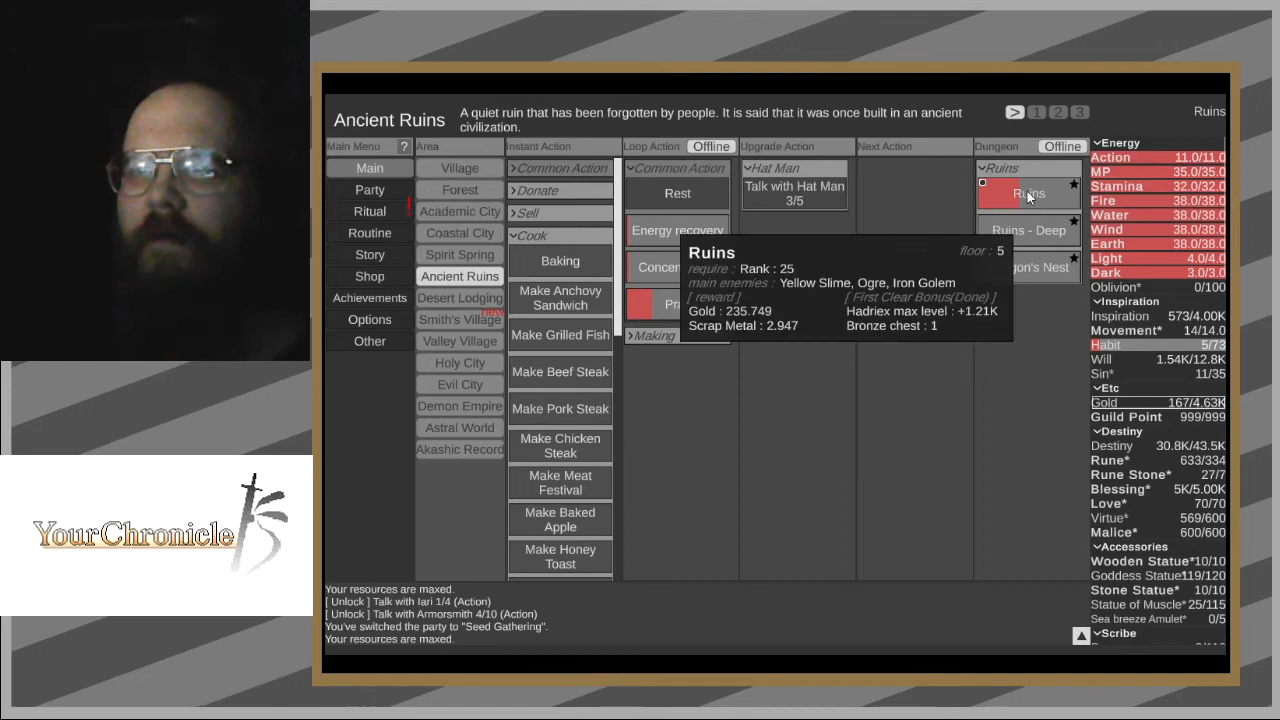 Ancient Ruins
A quiet ruin that has been forgotten by people. It is said that it was once built in an ancient
civilization.
> 1 2 3
Ruins
Main Menu ?
Main
Party
Ritual !
Routine
Story
Shop
Achievements
Options
Other
Area
Village
Forest
Academic City
Coastal City
Spirit Spring
Ancient Ruins
Desert Lodging
new
Smith's Village
Valley Village
Holy City
Evil City
Demon Empire
Astral World
Akashic Record
Instant Action
Common Action
Donate
Sell
Cook
Baking
Make Anchovy
Sandwich
Make Grilled Fish
Make Beef Steak
Make Pork Steak
Make Chicken
Steak
Make Meat
Festival
Make Baked
Apple
Make Honey
Toast
Loop Action Offline
Common Action
Rest
Energy recovery
Concen
Pra
Making
Upgrade Action
Hat Man
Talk with Hat Man
3/5
Next Action
Dungeon Offline
Ruins
Ruins
Ruins - Deep
gon's Nest
Ruins floor : 5
require : Rank : 25
main enemies : Yellow Slime, Ogre, Iron Golem
[ reward ] [ First Clear Bonus(Done) ]
Gold : 235.749 Hadriex max level : +1.21K
Scrap Metal : 2.947 Bronze chest : 1
Energy
Action 11.0/11.0
MP 35.0/35.0
Stamina 32.0/32.0
Fire 38.0/38.0
Water 38.0/38.0
Wind 38.0/38.0
Earth 38.0/38.0
Light 4.0/4.0
Dark 3.0/3.0
Oblivion* 0/100
Inspiration
Inspiration 573/4.00K
Movement* 14/14.0
Habit 5/73
Will 1.54K/12.8K
Sin* 11/35
Etc
Gold 167/4.63K
Guild Point 999/999
Destiny
Destiny 30.8K/43.5K
Rune* 633/334
Rune Stone* 27/7
Blessing* 5K/5.00K
Love* 70/70
Virtue* 569/600
Malice* 600/600
Accessories
Wooden Statue* 10/10
Goddess Statue 119/120
Stone Statue* 10/10
Statue of Muscle* 25/115
Sea breeze Amulet* 0/5
Scribe
Your resources are maxed.
[ Unlock ] Talk with Iari 1/4 (Action)
[ Unlock ] Talk with Armorsmith 4/10 (Action)
You've switched the party to "Seed Gathering".
Your resources are maxed.
YourChronicle